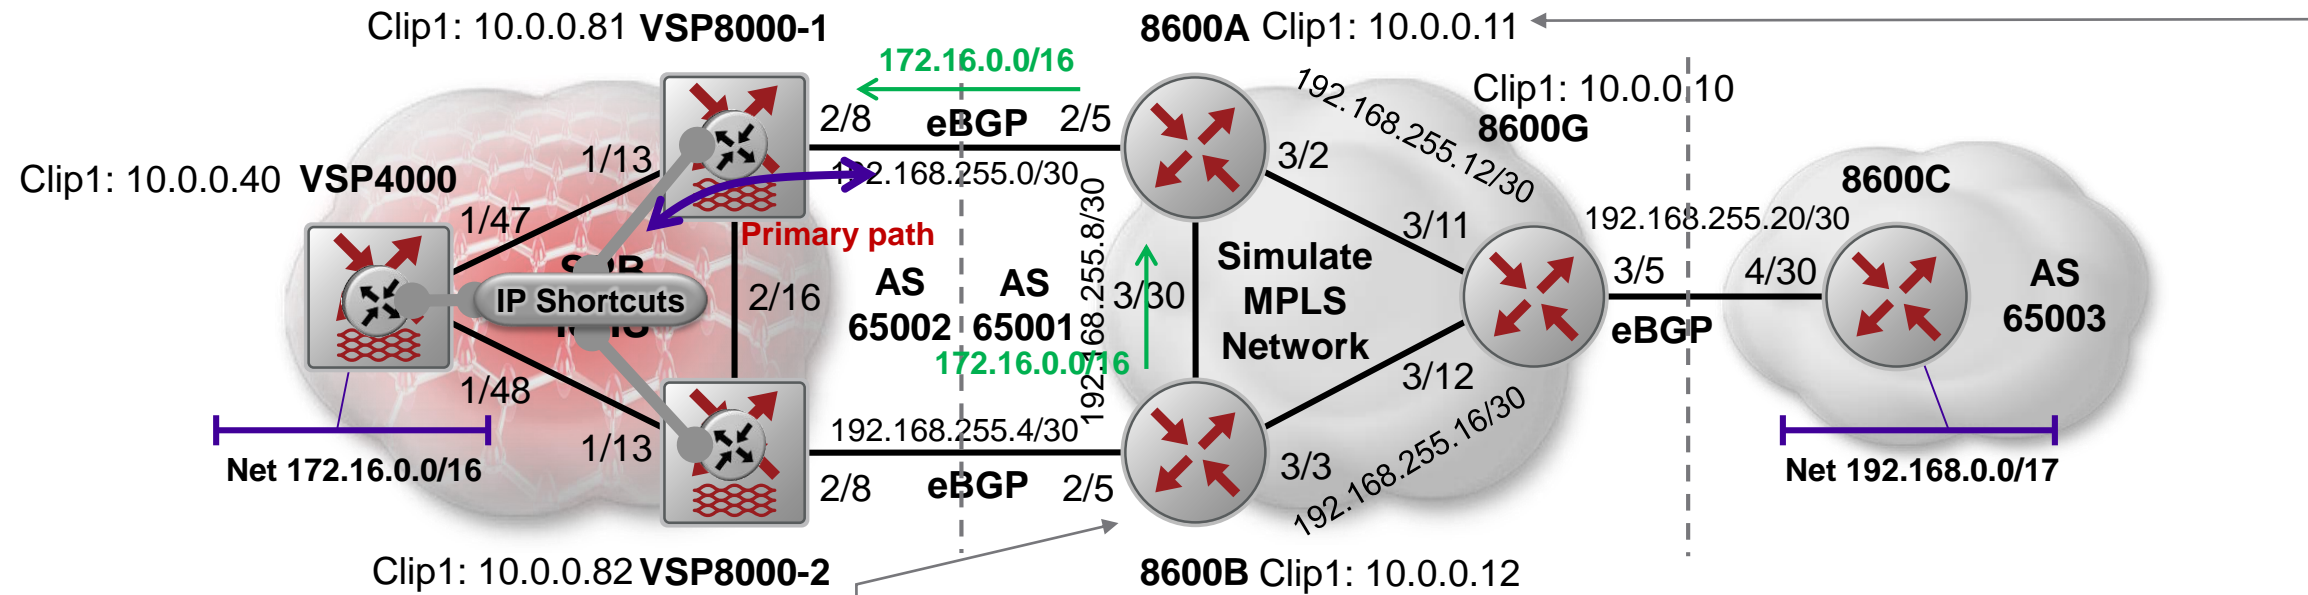 Clip1: 10.0.0.81 VSP8000-1
8600A Clip1: 10.0.0.11
172.16.0.0/16
Clip1: 10.0.0.10
8600G
2/8
eBGP
2/5
192.168.255.0/30
192.168.255.12/30
1/13
3/2
Clip1: 10.0.0.40 VSP4000
8600C
1/47
3/11
192.168.255.20/30
Primary path
192.168.255.8/30
IP Shortcuts
2/16
AS
65002
AS
65001
3/30
Simulate
MPLS
Network
3/5
4/30
eBGP
AS
65003
172.16.0.0/16
1/48
3/12
1/13
192.168.255.4/30
192.168.255.16/30
3/3
Net 172.16.0.0/16
Net 192.168.0.0/17
2/8
eBGP
2/5
Clip1: 10.0.0.82 VSP8000-2
8600B Clip1: 10.0.0.12